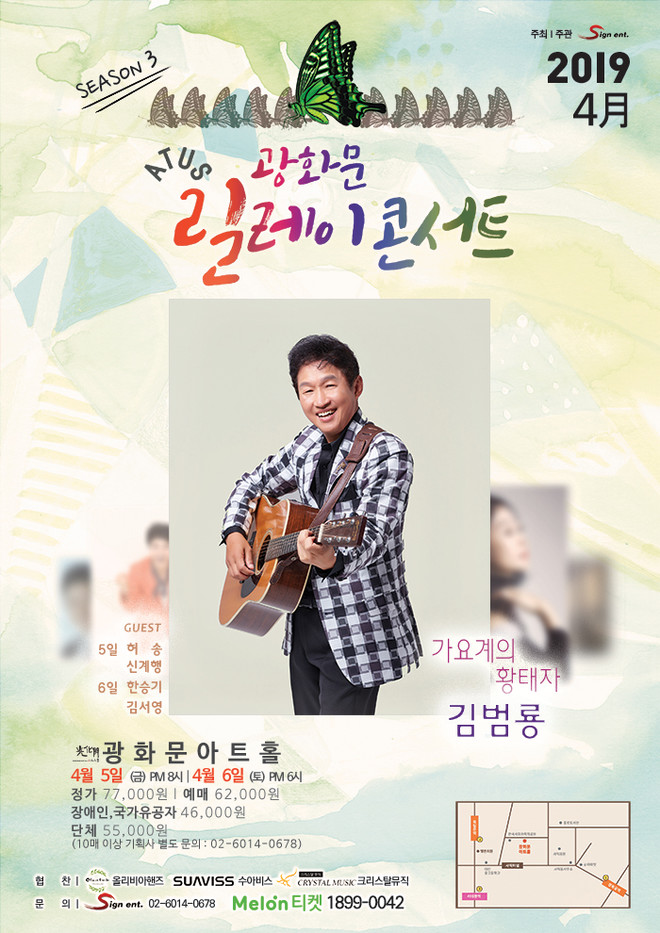 주최 | 주관 Sign ent.
2019
4月
SEASON 3
ATUS
광화문
릴레이콘서트
GUEST
5일 허 송
신계행
6일 한승기
김서영
가요계의
황태자
김범룡
광화문아트홀
4월 5일 (금) PM 8시 | 4월 6일 (토) PM 6시
정가 77,000원 | 예매 62,000원
장애인,국가유공자 46,000원
단체 55,000원
(10매 이상 기획사 별도 문의 : 02-6014-0678)
협 찬 | 올리비아핸즈 SUAVISS 수아비스 CRYSTAL MUSIC 크리스탈뮤직
문 의 | Sign ent. 02-6014-0678 Melon티켓 1899-0042